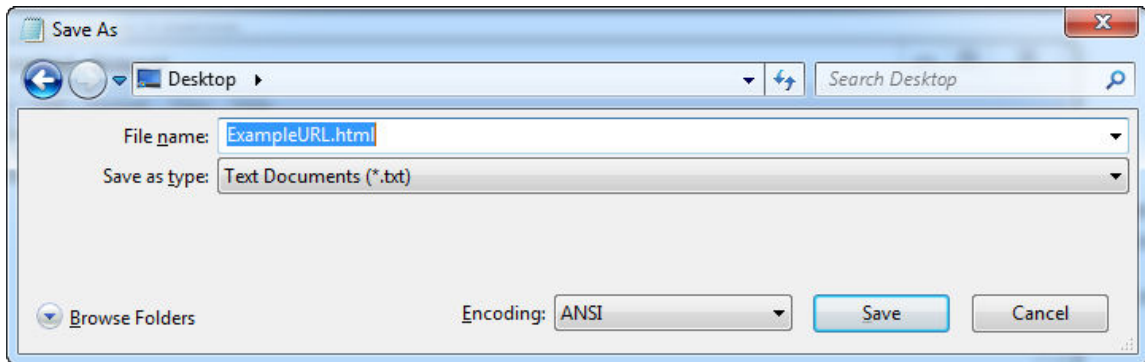 Save As
Desktop
Search Desktop
File name: ExampleURL.html
Save as type: Text Documents (*.txt)
Browse Folders Encoding: ANSI Save Cancel